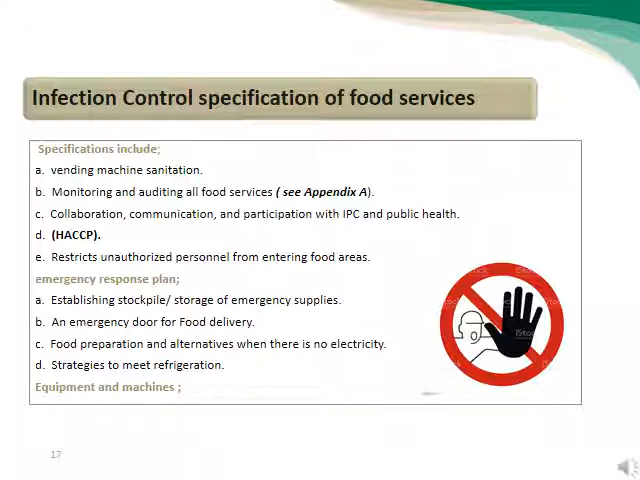 Infection Control specification of food services
Specifications include;
a. vending machine sanitation.
b. Monitoring and auditing all food services ( see Appendix A).
c. Collaboration, communication, and participation with IPC and public health.
d. (HACCP).
e. Restricts unauthorized personnel from entering food areas.
emergency response plan;
a. Establishing stockpile/ storage of emergency supplies.
b. An emergency door for Food delivery.
c. Food preparation and alternatives when there is no electricity.
d. Strategies to meet refrigeration.
Equipment and machines ;
17